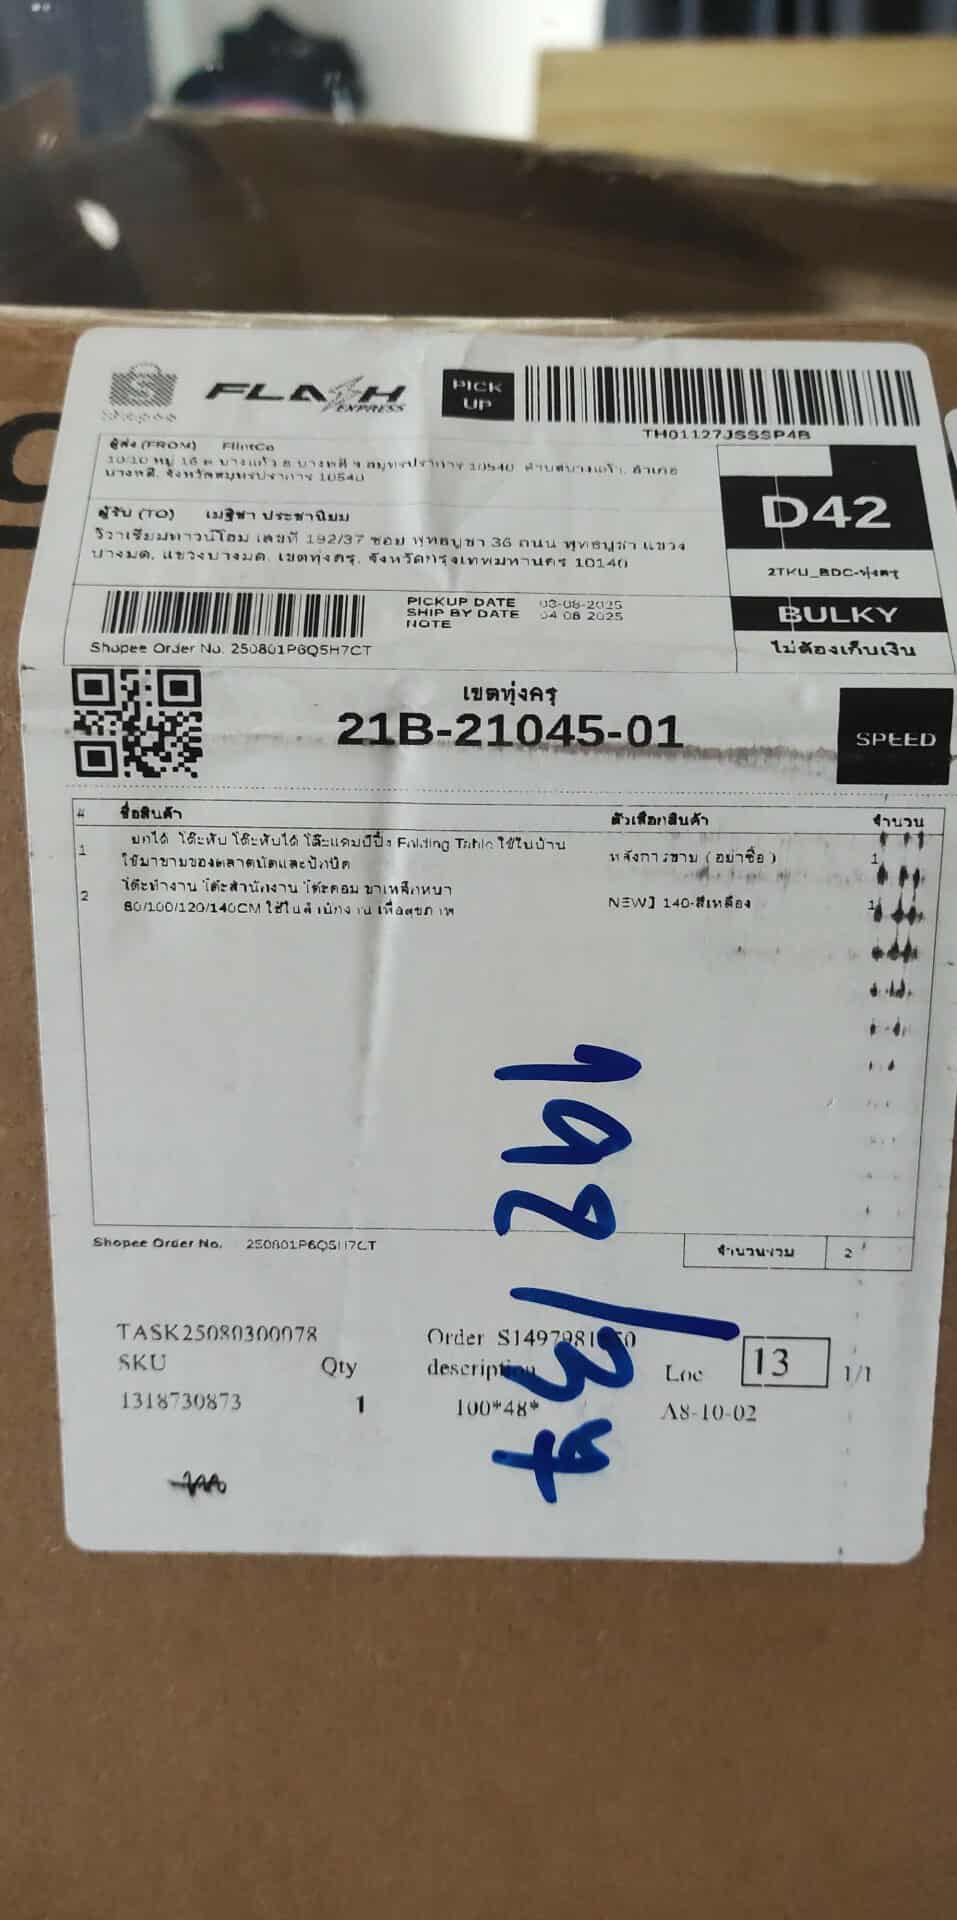 Shopee
FLASH EXPRESS
PICK UP
TH01127JSSSP4B
ผู้ส่ง (FROM) FlintCo
10/10 หมู่ 16 ต บางแก้ว อ บางพลี จ สมุทรปราการ 10540 ตำบลบางแก้ว, อำเภอ
บางพลี, จังหวัดสมุทรปราการ 10540
ผู้รับ (TO) เมฐิชา ประชานิยม
วิวาเรียมทาวน์โฮม เลขที่ 192/37 ซอย พุทธบูชา 36 ถนน พุทธบูชา แขวง
บางมด, แขวงบางมด, เขตทุ่งครุ, จังหวัดกรุงเทพมหานคร 10140
D42
2TKU_BDC-ทุ่งครุ
BULKY
ไม่ต้องเก็บเงิน
PICKUP DATE 03-08-2025
SHIP BY DATE 04-08-2025
NOTE
Shopee Order No. 250801P6Q5H7CT
เขตทุ่งครุ
21B-21045-01
SPEED
# ชื่อสินค้า ตัวเลือกสินค้า จำนวน
1 ยกได้ โต๊ะพับ โต๊ะพับได้ โต๊ะแคมป์ปิ้ง Folding Table ใช้ในบ้าน
ใช้มาขายของตลาดนัดและปิกนิค หลังการขาย (อย่าซื้อ) 1
2 โต๊ะทำงาน โต๊ะสำนักงาน โต๊ะคอม ขาเหล็กหนา
80/100/120/140CM ใช้ในสำนักงาน เพื่อสุขภาพ NEW】140-สีเหลือง 1
Shopee Order No. 250801P6Q5H7CT
จำนวนรวม 2
TASK25080300078 Order
SKU Qty description Loc 13 1/1
1318730873 1 100*48* A8-10-02
192/37